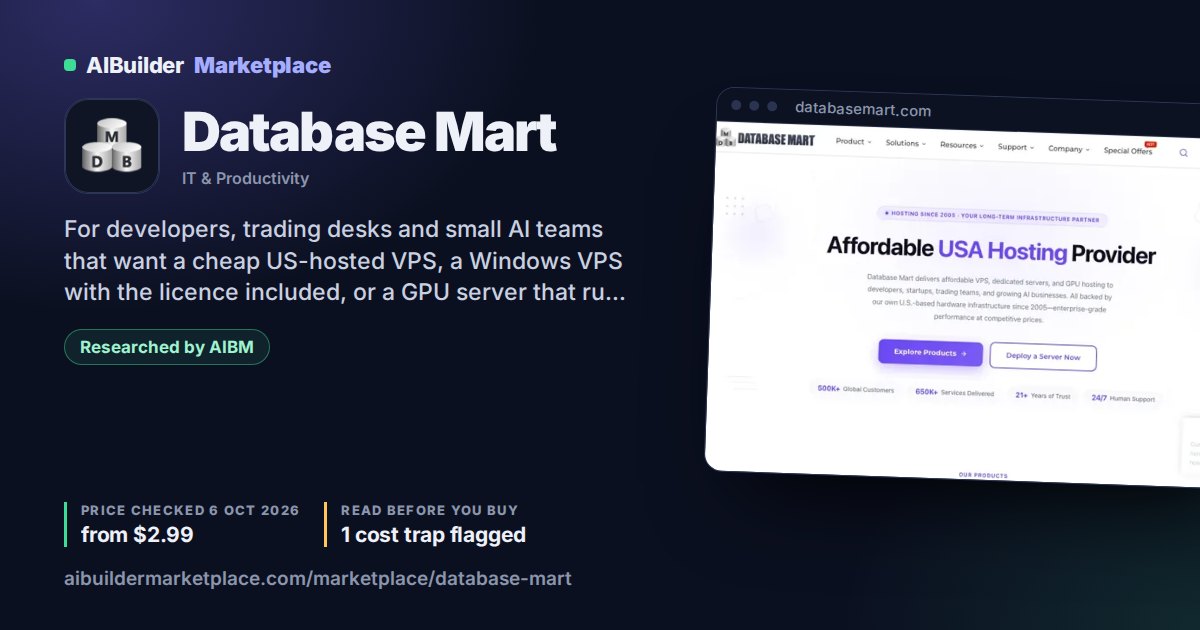 AIBuilder Marketplace
M
D B
Database Mart
IT & Productivity
For developers, trading desks and small AI teams
that want a cheap US-hosted VPS, a Windows VPS
with the licence included, or a GPU server that ru...
Researched by AIBM
PRICE CHECKED 6 OCT 2026
from $2.99
READ BEFORE YOU BUY
1 cost trap flagged
aibuildermarketplace.com/marketplace/database-mart
databasemart.com
DATABASE MART
Product Solutions Resources Support Company Special Offers
HOSTING SINCE 2005 · YOUR LONG-TERM INFRASTRUCTURE PARTNER
Affordable USA Hosting Provider
Database Mart delivers affordable VPS, dedicated servers, and GPU hosting to
developers, startups, trading teams, and growing AI businesses. All backed by
our own U.S.-based hardware infrastructure since 2005—enterprise-grade
performance at competitive prices.
Explore Products → Deploy a Server Now
500K+ Global Customers 650K+ Services Delivered 21+ Years of Trust 24/7 Human Support
OUR PRODUCTS